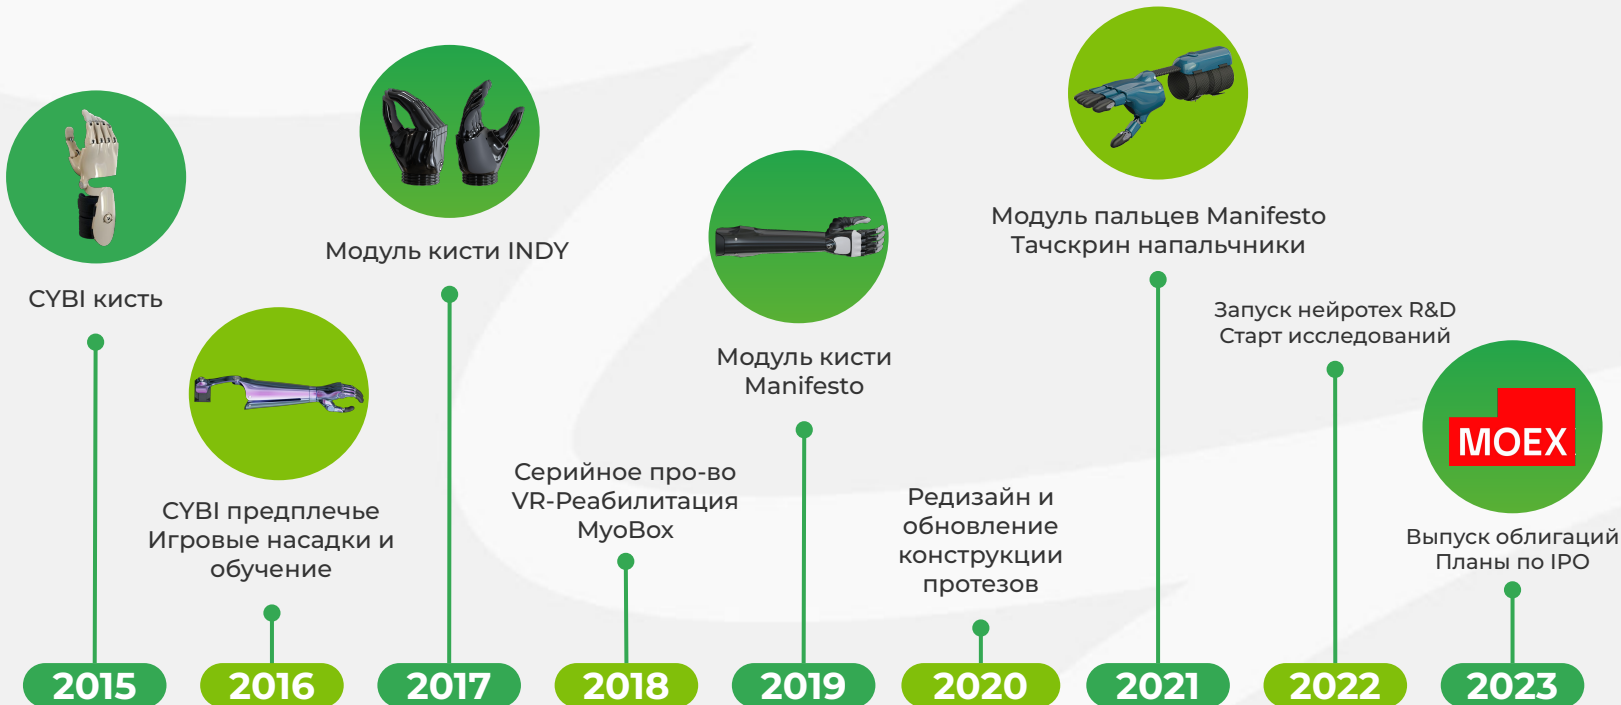 CYBI кисть
2015
CYBI предплечье
Игровые насадки и
обучение
2016
Модуль кисти INDY
2017
Серийное про-во
VR-Реабилитация
MyoBox
2018
Модуль кисти
Manifesto
2019
Редизайн и
обновление
конструкции
протезов
2020
Модуль пальцев Manifesto
Тачскрин напальчники
2021
Запуск нейротех R&D
Старт исследований
2022
MOEX
Выпуск облигаций
Планы по IPO
2023